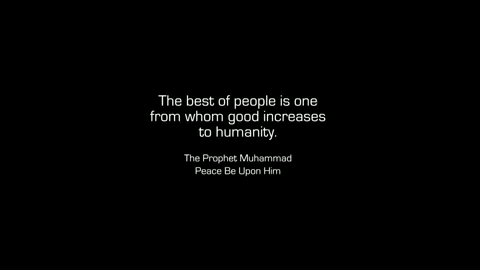 The best of people is one
from whom good increases
to humanity.
The Prophet Muhammad
Peace Be Upon Him